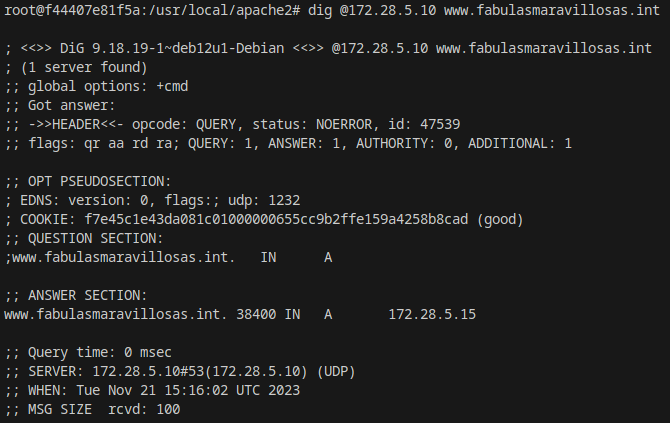 root@f44407e81f5a:/usr/local/apache2# dig @172.28.5.10 www.fabulasmaravillosas.int

; <<>> DiG 9.18.19-1~deb12u1-Debian <<>> @172.28.5.10 www.fabulasmaravillosas.int
; (1 server found)
;; global options: +cmd
;; Got answer:
;; ->>HEADER<<- opcode: QUERY, status: NOERROR, id: 47539
;; flags: qr aa rd ra; QUERY: 1, ANSWER: 1, AUTHORITY: 0, ADDITIONAL: 1

;; OPT PSEUDOSECTION:
; EDNS: version: 0, flags:; udp: 1232
; COOKIE: f7e45c1e43da081c01000000655cc9b2ffe159a4258b8cad (good)
;; QUESTION SECTION:
;www.fabulasmaravillosas.int.   IN      A

;; ANSWER SECTION:
www.fabulasmaravillosas.int. 38400 IN   A       172.28.5.15

;; Query time: 0 msec
;; SERVER: 172.28.5.10#53(172.28.5.10) (UDP)
;; WHEN: Tue Nov 21 15:16:02 UTC 2023
;; MSG SIZE  rcvd: 100